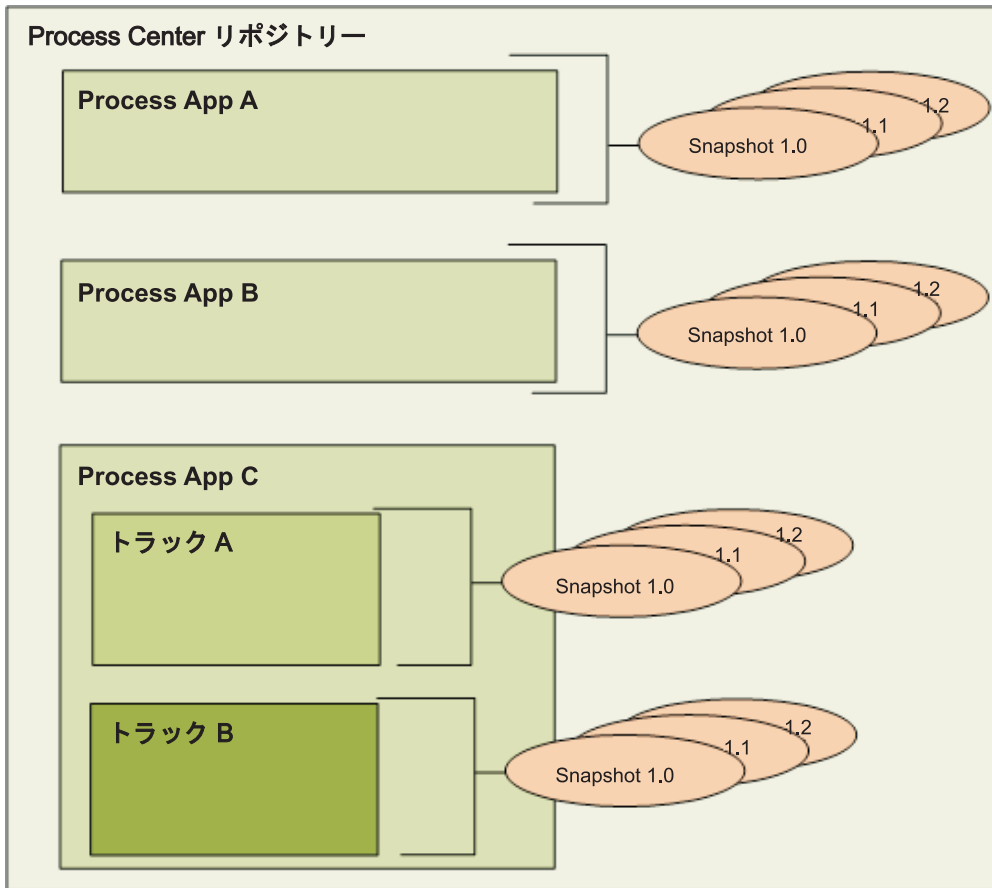 Process Center リポジトリー
Process App A
1.2
1.1
Snapshot 1.0
Process App B
1.2
1.1
Snapshot 1.0
Process App C
トラック A
1.2
1.1
Snapshot 1.0
トラック B
1.2
1.1
Snapshot 1.0